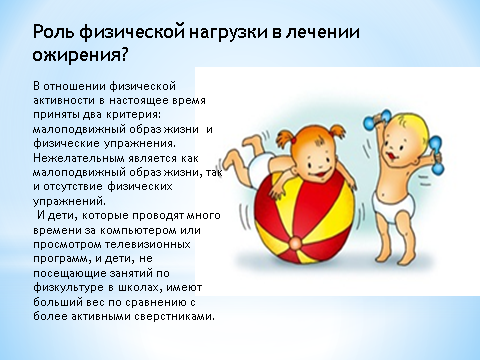 Роль физической нагрузки в лечении
ожирения?
В отношении физической
активности в настоящее время
приняты два критерия:
малоподвижный образ жизни и
физические упражнения.
Нежелательным является как
малоподвижный образ жизни, так
и отсутствие физических
упражнений.
И дети, которые проводят много
времени за компьютером или
просмотром телевизионных
программ, и дети, не
посещающие занятий по
физкультуре в школах, имеют
больший вес по сравнению с
более активными сверстниками.